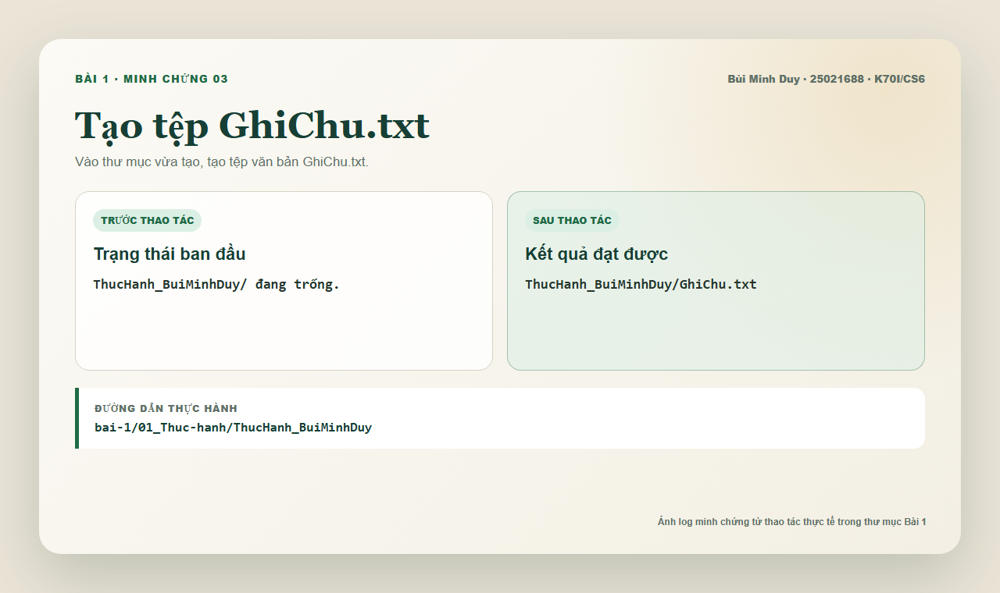 BÀI 1 · MINH CHỨNG 03
Bùi Minh Duy · 25021688 · K70I/CS6
Tạo tệp GhiChu.txt
Vào thư mục vừa tạo, tạo tệp văn bản GhiChu.txt.
TRƯỚC THAO TÁC
Trạng thái ban đầu
ThucHanh_BuiMinhDuy/ đang trống.
SAU THAO TÁC
Kết quả đạt được
ThucHanh_BuiMinhDuy/GhiChu.txt
ĐƯỜNG DẪN THỰC HÀNH
bai-1/01_Thuc-hanh/ThucHanh_BuiMinhDuy
Ảnh log minh chứng từ thao tác thực tế trong thư mục Bài 1